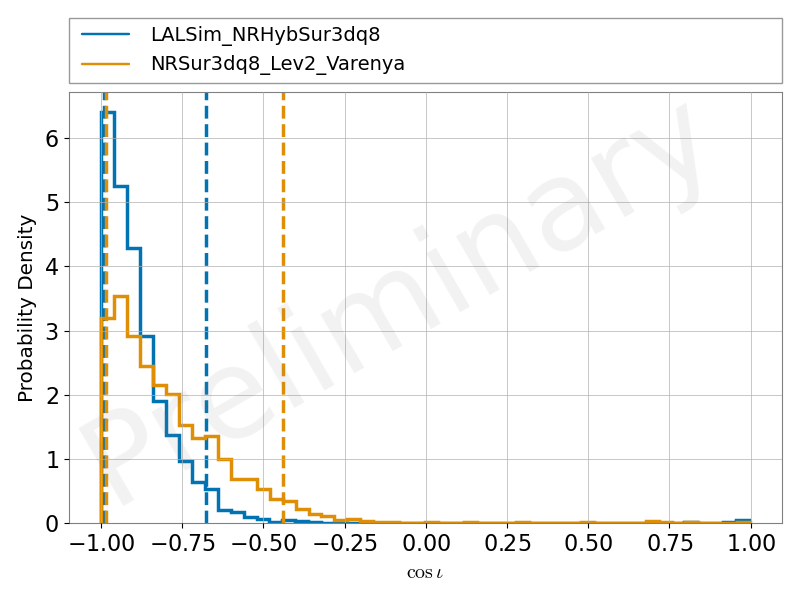 LALSim_NRHybSur3dq8
NRSur3dq8_Lev2_Varenya
Preliminary
Probability Density
6
5
4
3
2
1
0
−1.00 −0.75 −0.50 −0.25 0.00 0.25 0.50 0.75 1.00
cos ι